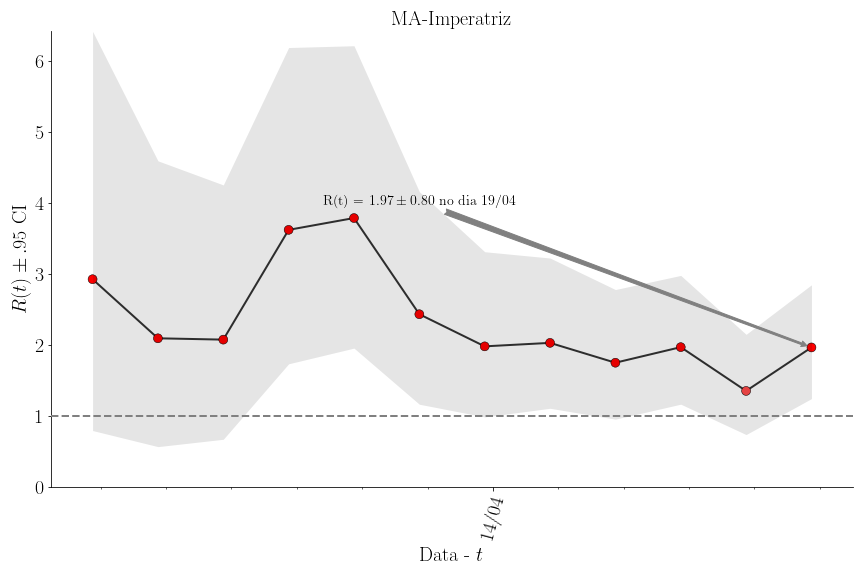 MA-Imperatriz
R(t) ± .95 CI
6
5
4
3
2
1
0
R(t) = 1.97 ± 0.80 no dia 19/04
14/04
Data - t